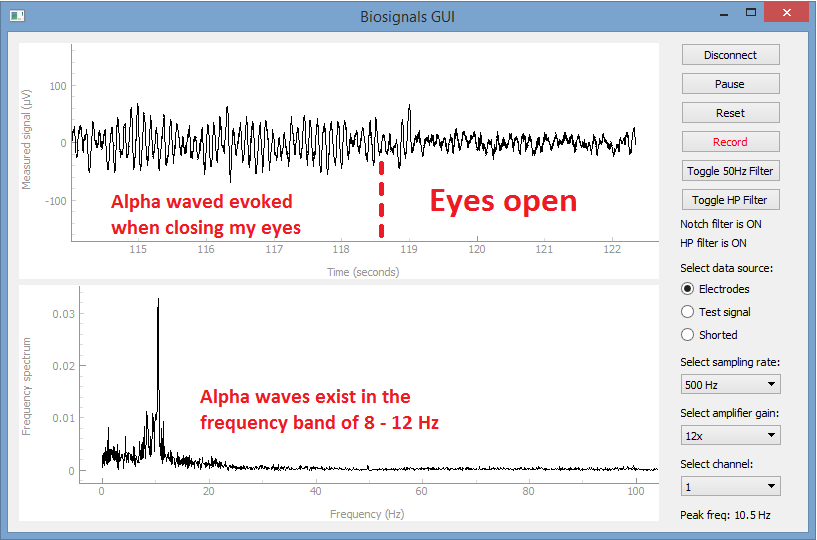 Biosignals GUI
Measured signal (µV)
100
0
-100
Alpha waved evoked
when closing my eyes
Eyes open
115
116
117
118
119
120
121
122
Time (seconds)
Frequency spectrum
0.03
0.02
0.01
0
Alpha waves exist in the
frequency band of 8 - 12 Hz
0
20
40
60
80
100
Frequency (Hz)
Disconnect
Pause
Reset
Record
Toggle 50Hz Filter
Toggle HP Filter
Notch filter is ON
HP filter is ON
Select data source:
Electrodes
Test signal
Shorted
Select sampling rate:
500 Hz
Select amplifier gain:
12x
Select channel:
1
Peak freq: 10.5 Hz